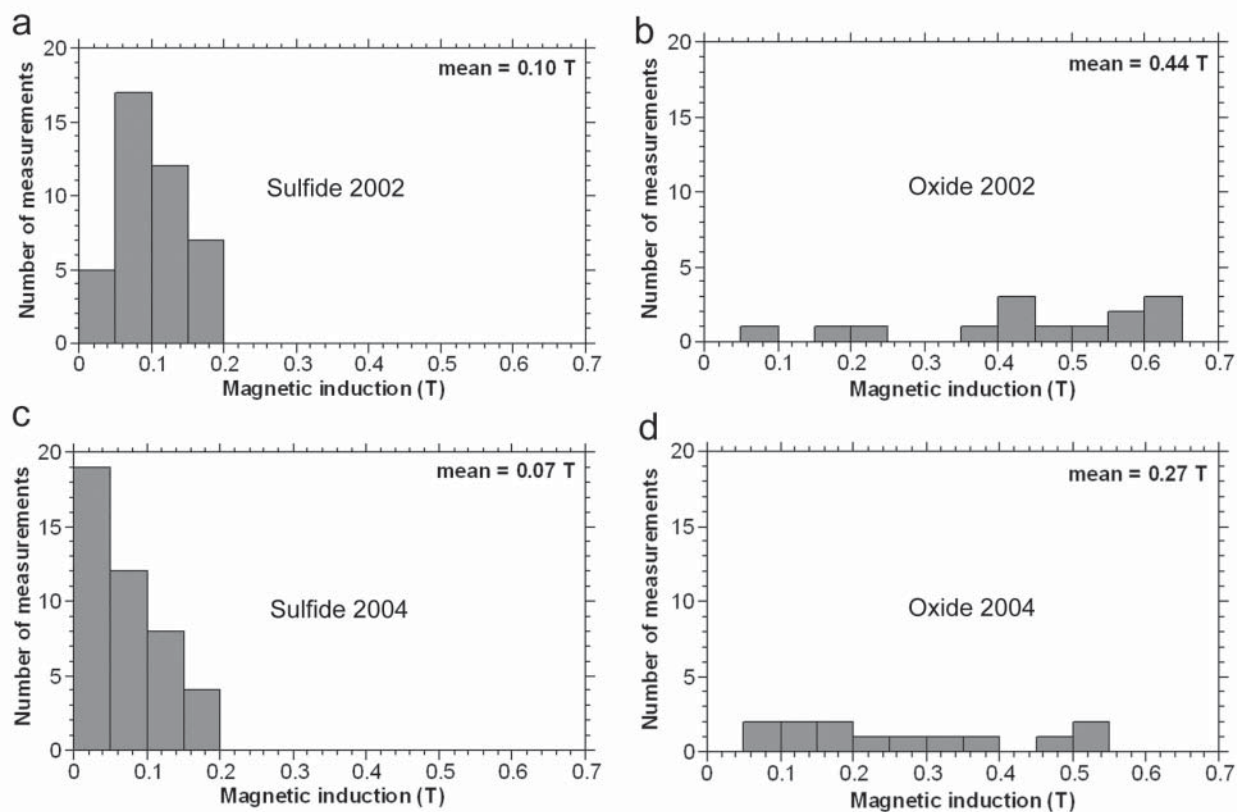 a
20
15
10
5
0
Number of measurements
mean = 0.10 T
Sulfide 2002
0 0.1 0.2 0.3 0.4 0.5 0.6 0.7
Magnetic induction (T)
b
20
15
10
5
0
Number of measurements
mean = 0.44 T
Oxide 2002
0 0.1 0.2 0.3 0.4 0.5 0.6 0.7
Magnetic induction (T)
c
20
15
10
5
0
Number of measurements
mean = 0.07 T
Sulfide 2004
0 0.1 0.2 0.3 0.4 0.5 0.6 0.7
Magnetic induction (T)
d
20
15
10
5
0
Number of measurements
mean = 0.27 T
Oxide 2004
0 0.1 0.2 0.3 0.4 0.5 0.6 0.7
Magnetic induction (T)